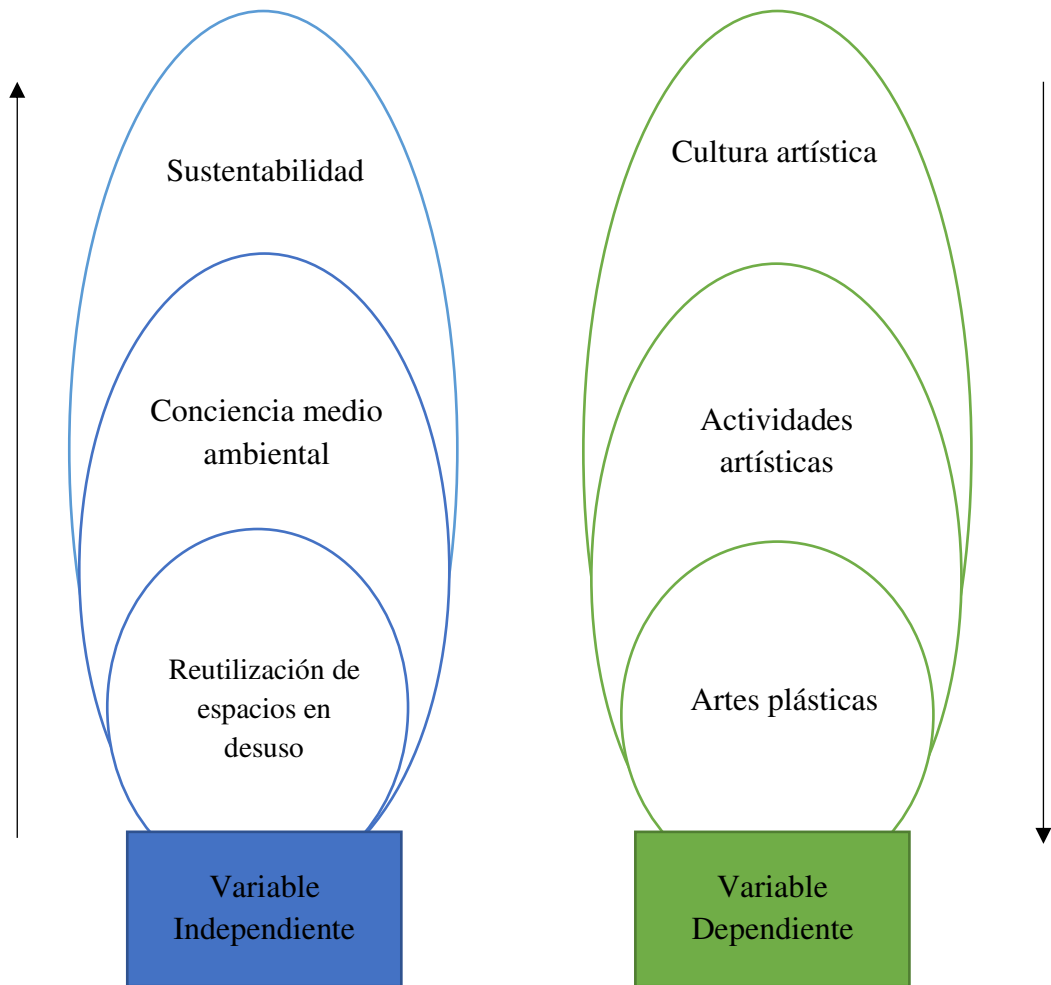 Sustentabilidad
Conciencia medio
ambiental
Reutilización de
espacios en
desuso
Variable
Independiente
Cultura artística
Actividades
artísticas
Artes plásticas
Variable
Dependiente